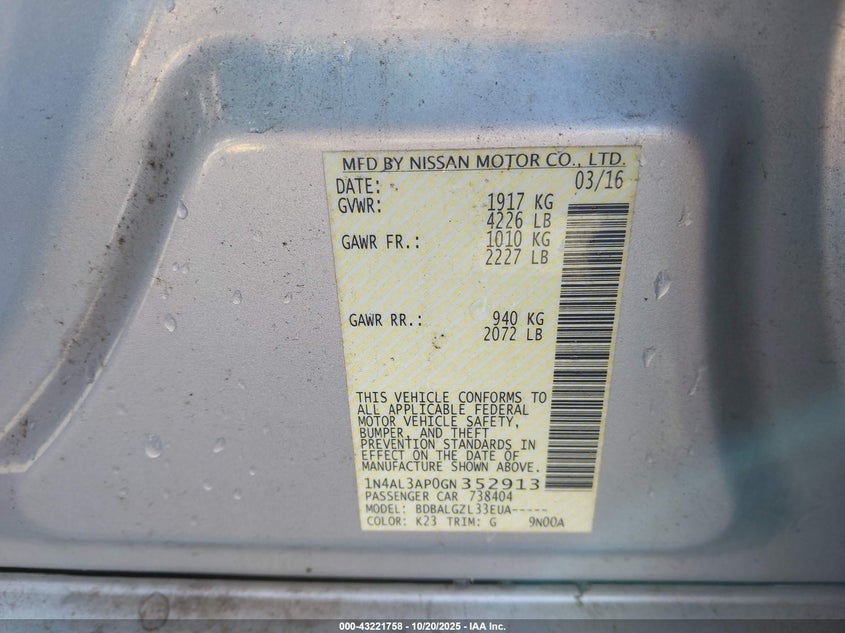 MFD BY NISSAN MOTOR CO., LTD.
DATE: 03/16
GVWR: 1917 KG
4226 LB
GAWR FR.: 1010 KG
2227 LB
GAWR RR.: 940 KG
2072 LB
THIS VEHICLE CONFORMS TO
ALL APPLICABLE FEDERAL
MOTOR VEHICLE SAFETY,
BUMPER, AND THEFT
PREVENTION STANDARDS IN
EFFECT ON THE DATE OF
MANUFACTURE SHOWN ABOVE.
1N4AL3AP0GN352913
PASSENGER CAR 738404
MODEL: BDBALGZL33EUA-----
COLOR: K23 TRIM: G 9N00A
000-43221758 - 10/20/2025 - IAA Inc.